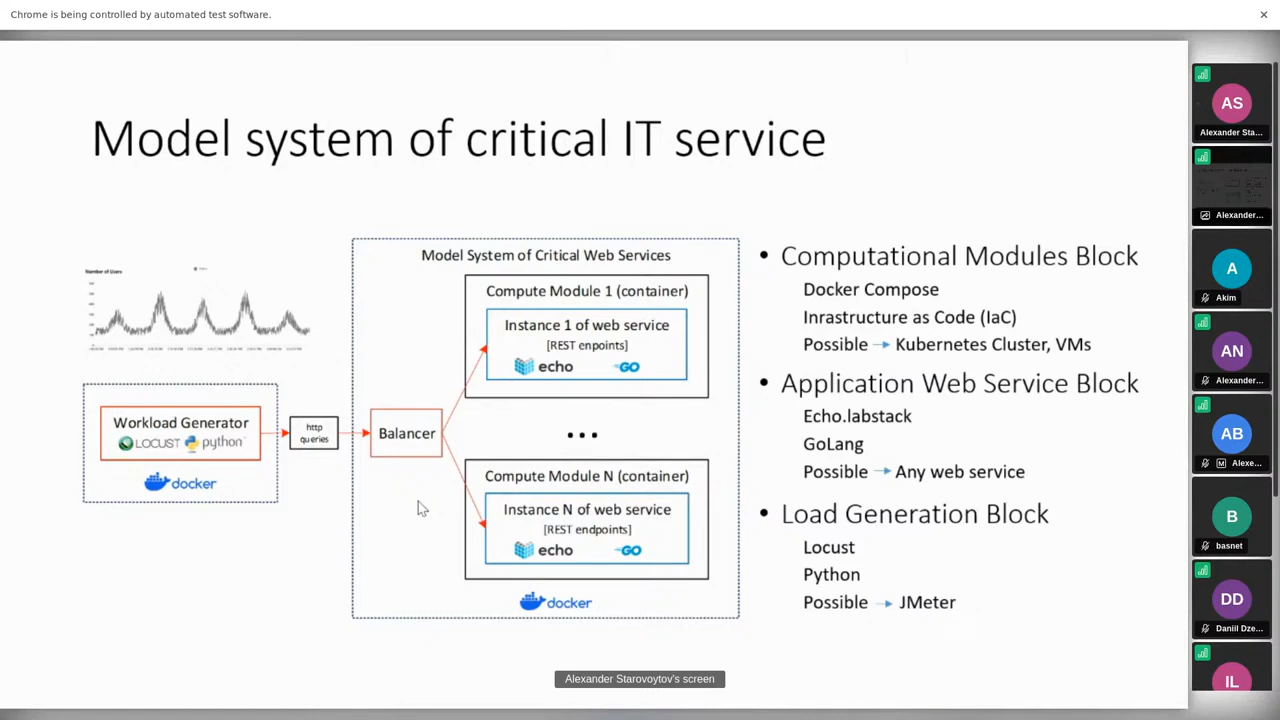 Chrome is being controlled by automated test software.
Model system of critical IT service
Number of Users
Workload Generator
LOCUST python
docker
http
queries
Model System of Critical Web Services
Balancer
Compute Module 1 (container)
Instance 1 of web service
[REST enpoints]
echo GO
...
Compute Module N (container)
Instance N of web service
[REST endpoints]
echo GO
docker
• Computational Modules Block
Docker Compose
Inrastructure as Code (IaC)
Possible → Kubernetes Cluster, VMs
• Application Web Service Block
Echo.labstack
GoLang
Possible → Any web service
• Load Generation Block
Locust
Python
Possible → JMeter
Alexander Starovoytov's screen
AS
Alexander Sta...
Alexander...
A
Akim
AN
Alexander...
AB
M Alexe...
B
basnet
DD
Daniil Dze...
IL